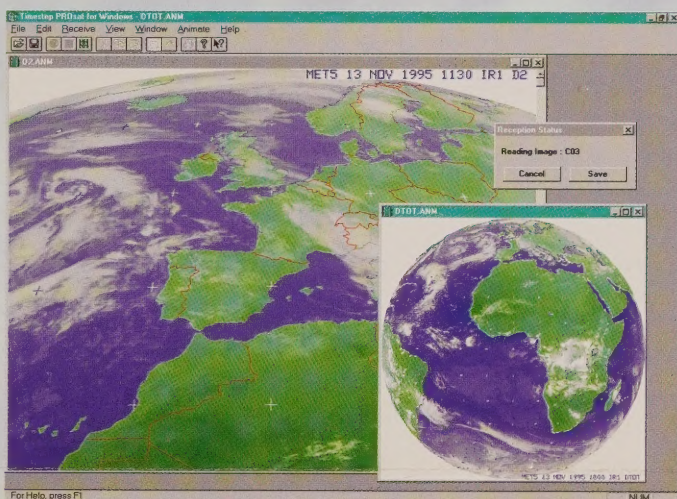 Timestep PROsat for Windows - DTOT.ANM
File Edit Receive View Window Animate Help
D2.ANM
METS 13 NOV 1995 1130 IR1 D2
Reception Status
Reading Image : C03
Cancel Save
DTOT.ANM
METS 13 NOV 1995 1800 IR1 DTOT
For Help, press F1
NUM